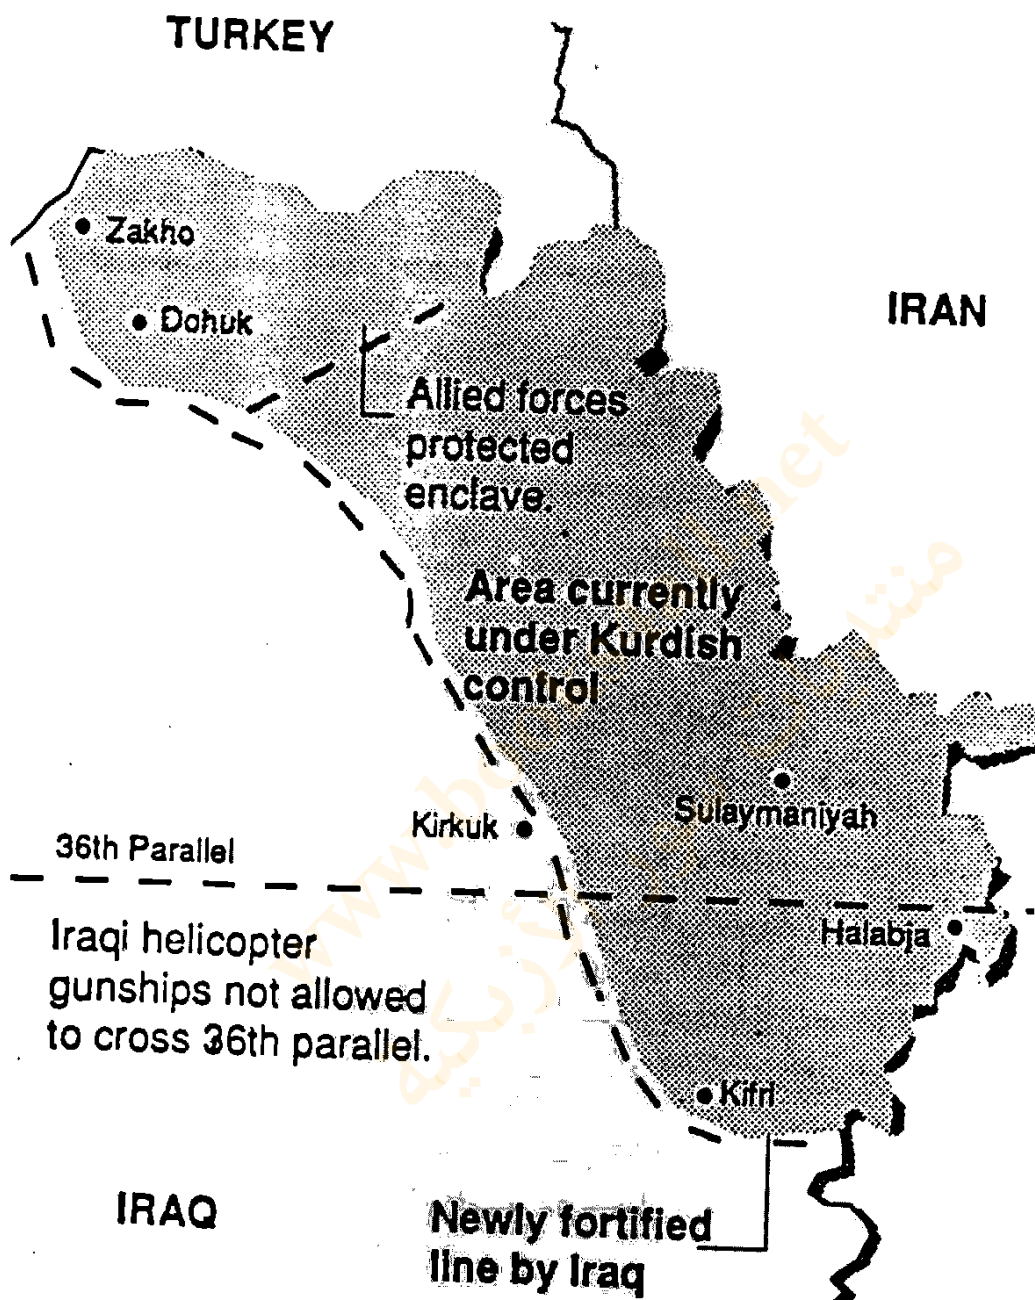 TURKEY
Zakho
Dohuk
IRAN
Allied forces
protected
enclave.
Area currently
under Kurdish
control
Sulaymaniyah
Kirkuk
36th Parallel
Halabja
Iraqi helicopter
gunships not allowed
to cross 36th parallel.
Kifri
IRAQ
Newly fortified
line by Iraq